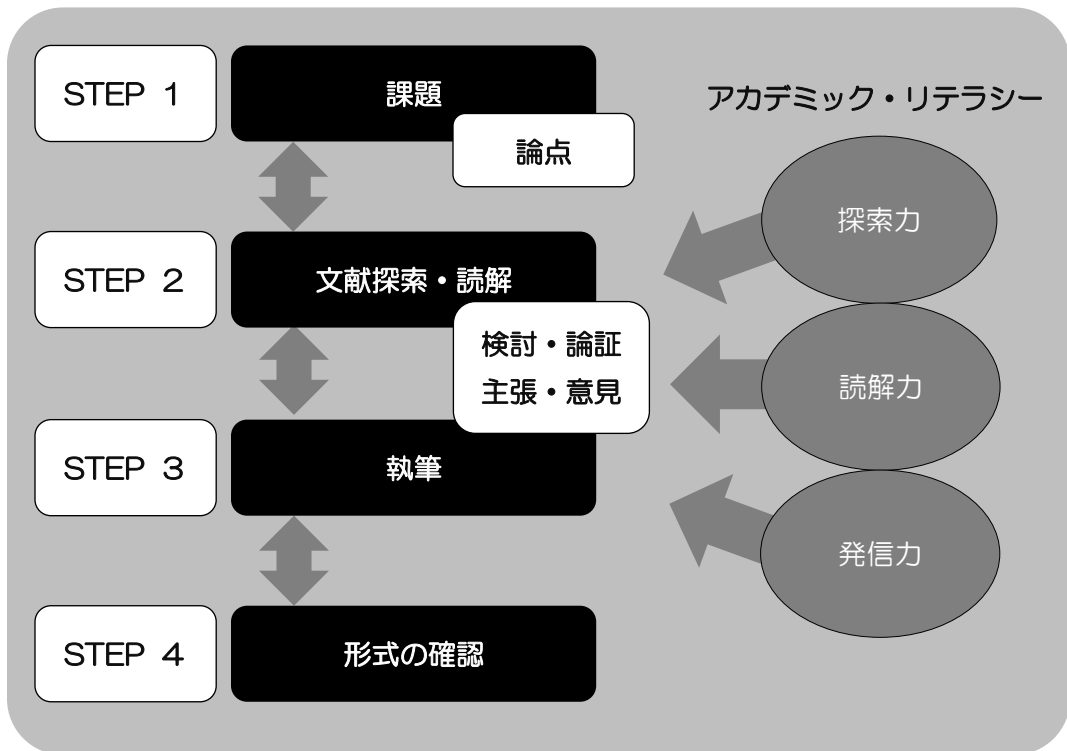 STEP 1
課題
論点
STEP 2
文献探索・読解
検討・論証
主張・意見
STEP 3
執筆
STEP 4
形式の確認
アカデミック・リテラシー
探索力
読解力
発信力